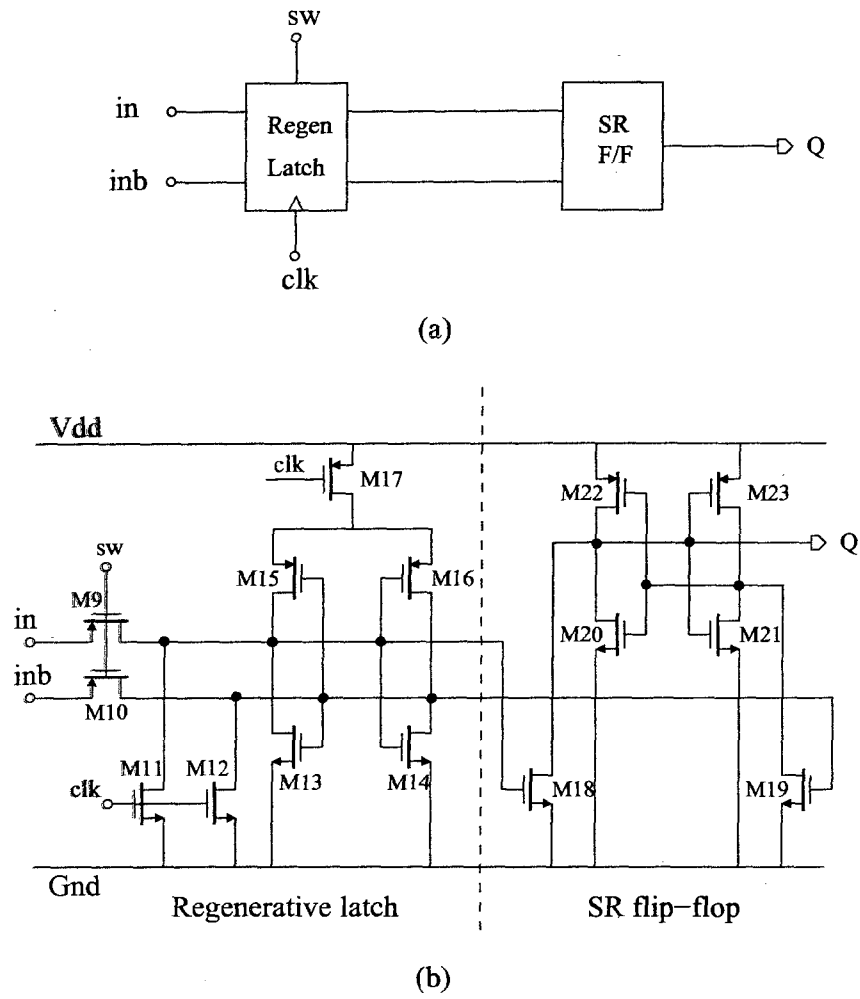 sw
in
Regen
Latch
SR
F/F
Q
inb
clk
(a)
Vdd
clk
M17
M22
M23
sw
Q
M15
M16
M9
in
M20
M21
inb
M10
M13
M14
M11
M12
clk
M18
M19
Gnd
Regenerative latch
SR flip-flop
(b)